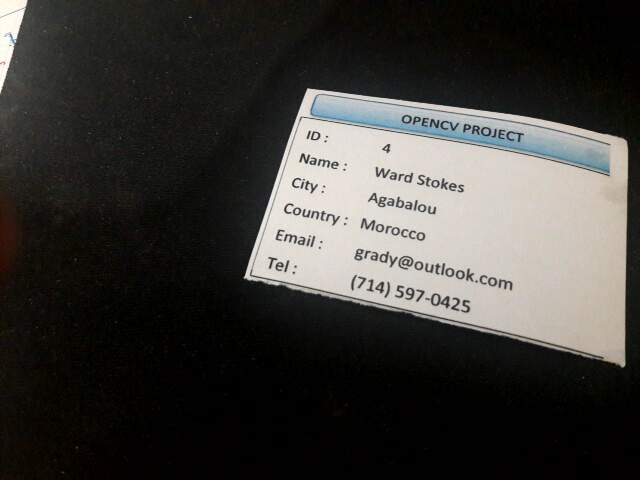 OPENCV PROJECT
ID : 4
Name : Ward Stokes
City : Agabalou
Country : Morocco
Email : grady@outlook.com
Tel : (714) 597-0425